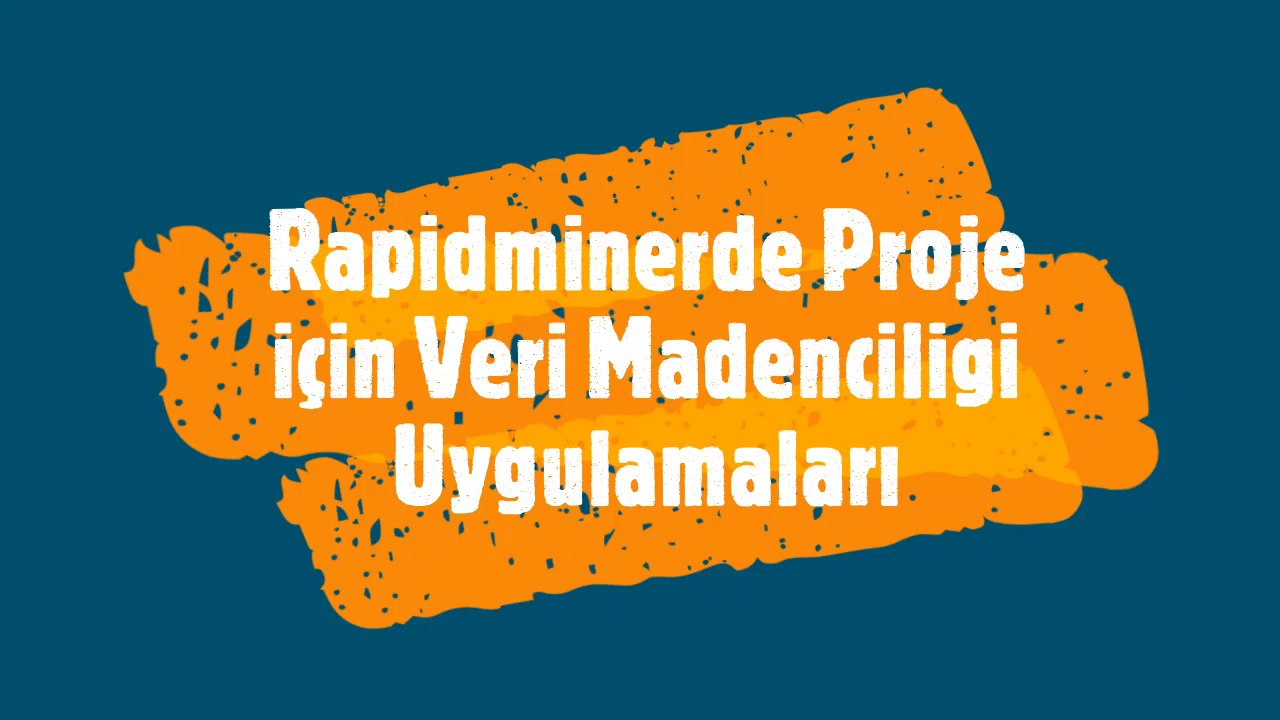 Rapidminerde Proje
için Veri Madenciligi
Uygulamaları